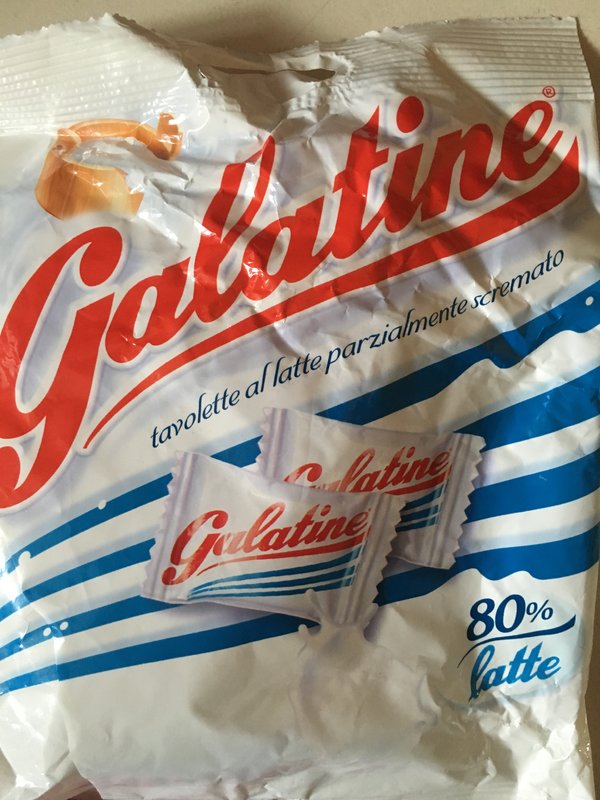 Galatine®
tavolette al latte parzialmente scremato
Galatine
Galatine
80%
latte